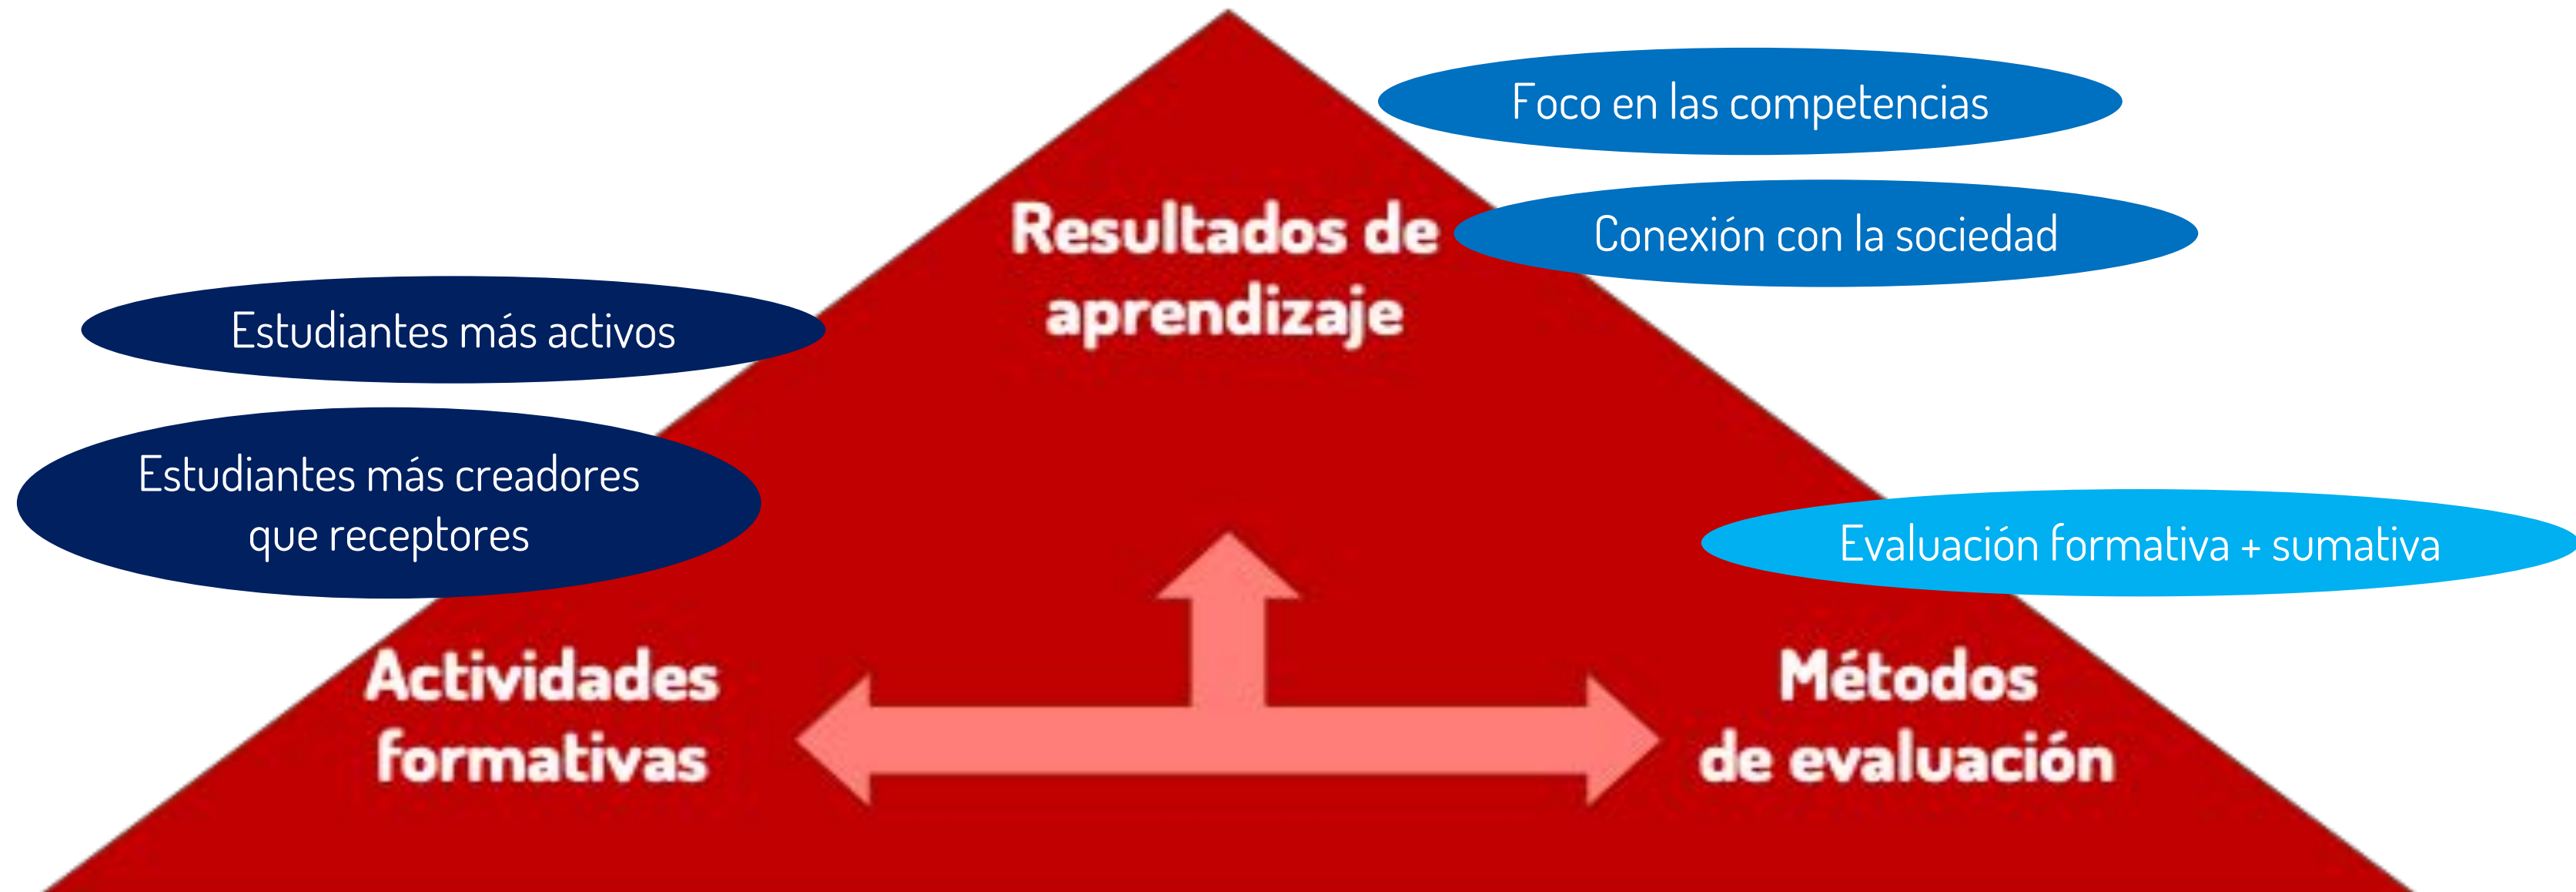 Foco en las competencias
Conexión con la sociedad
Resultados de
aprendizaje
Estudiantes más activos
Estudiantes más creadores
que receptores
Evaluación formativa + sumativa
Actividades
formativas
Métodos
de evaluación